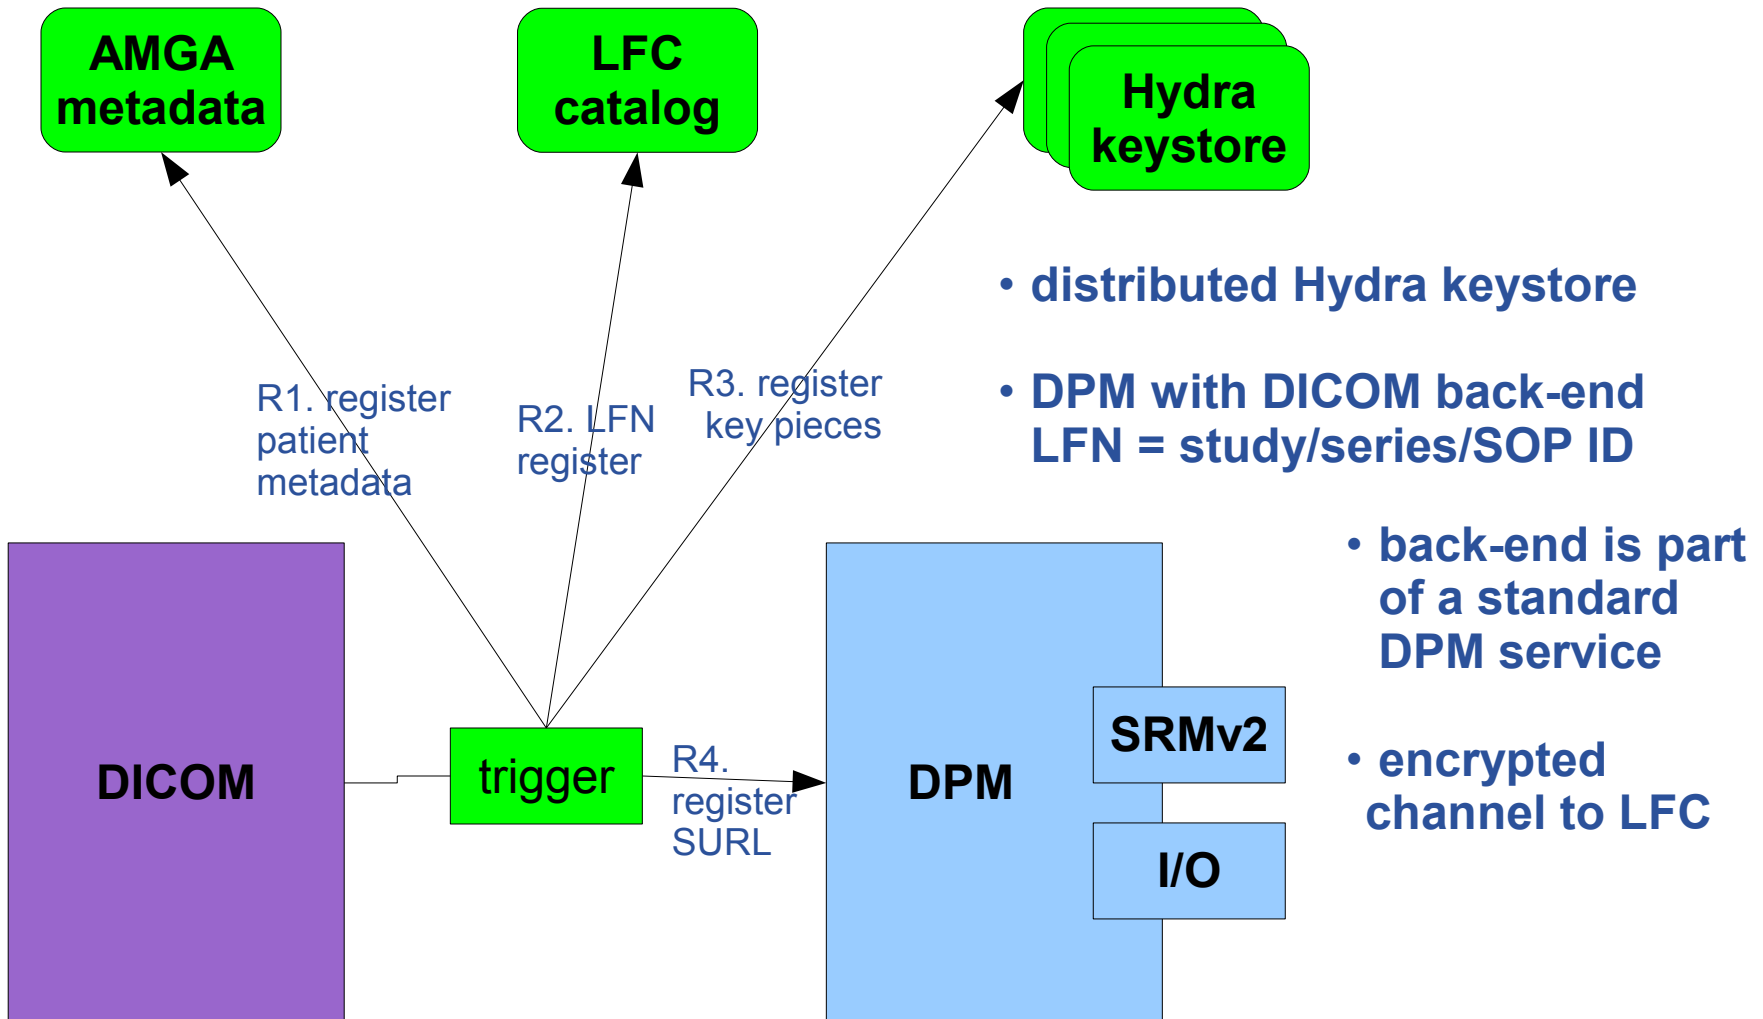 AMGA
metadata
LFC
catalog
Hydra
keystore
• distributed Hydra keystore
R1. register
patient
metadata
R2. LFN
register
R3. register
key pieces
• DPM with DICOM back-end
LFN = study/series/SOP ID
• back-end is part
of a standard
DPM service
• encrypted
channel to LFC
DICOM
trigger
R4.
register
SURL
DPM
SRMv2
I/O